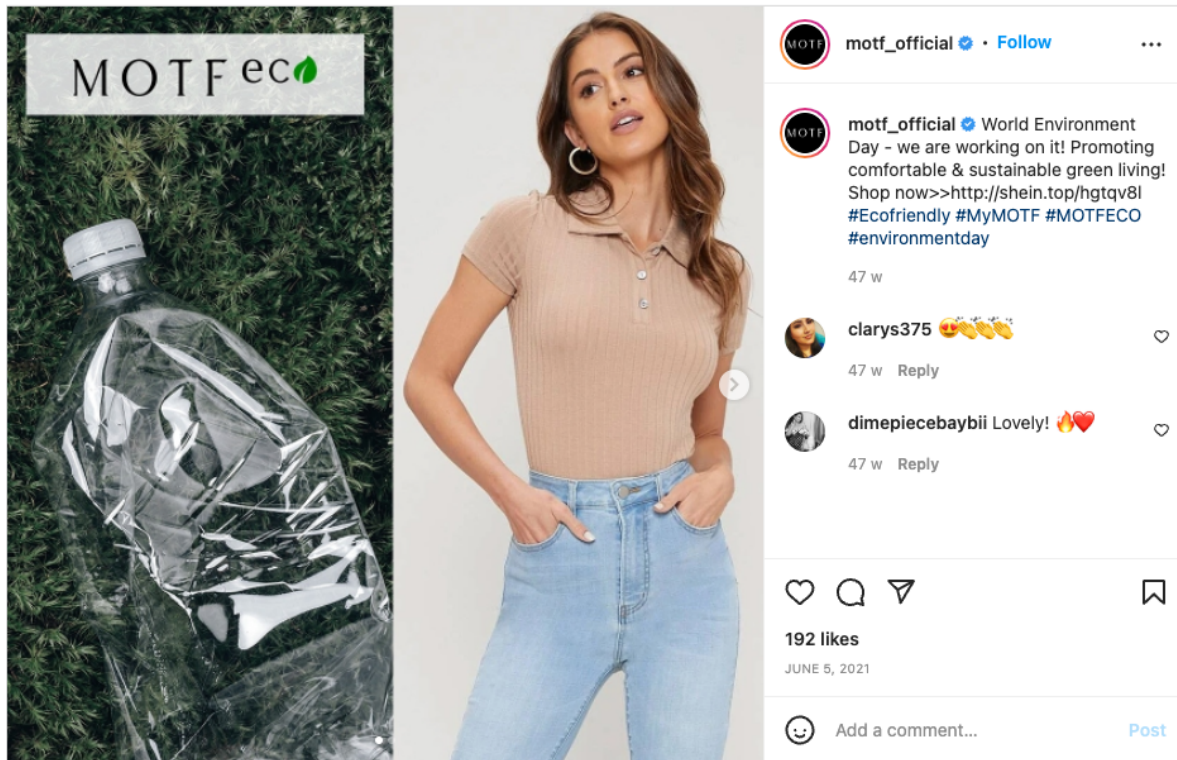 MOTF eco
MOTF
motf_official • Follow
MOTF
motf_official World Environment
Day - we are working on it! Promoting
comfortable & sustainable green living!
Shop now>>http://shein.top/hgtqv8l
#Ecofriendly #MyMOTF #MOTFECO
#environmentday
47 w
clarys375 😍👏👏👏
47 w Reply
dimepiecebaybii Lovely! 🔥❤️
47 w Reply
192 likes
JUNE 5, 2021
Add a comment... Post